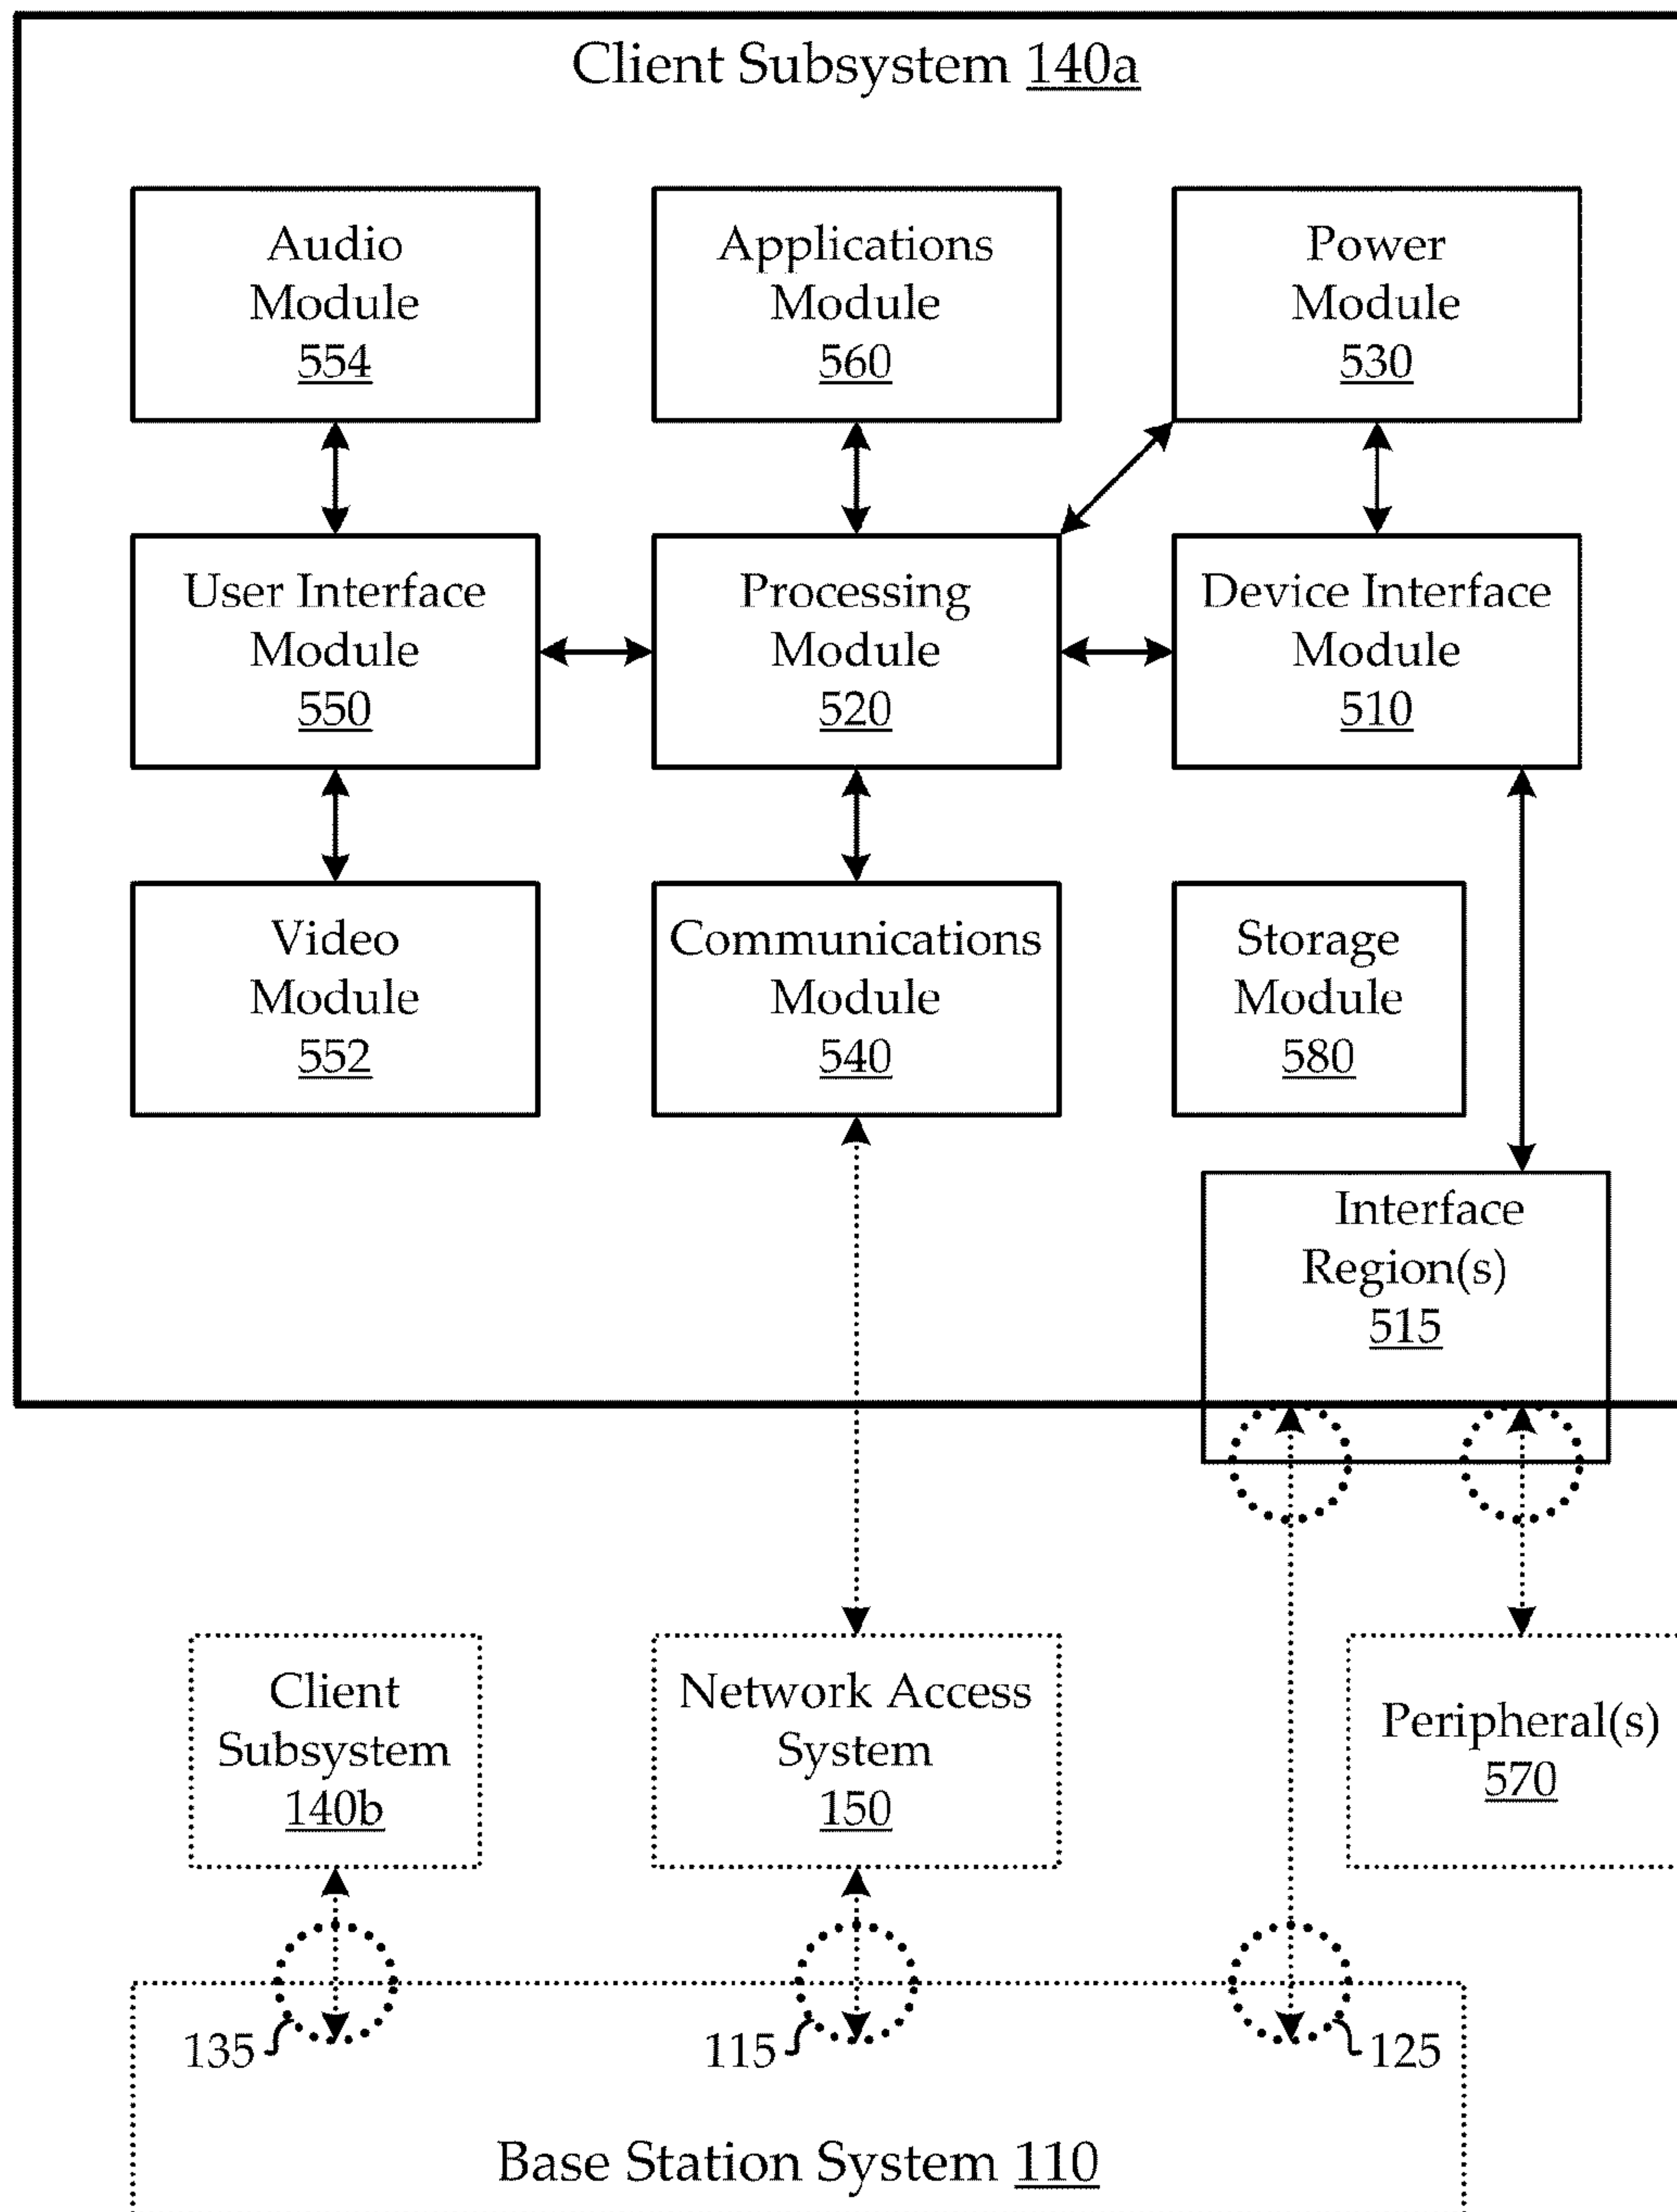 Client Subsystem 140a
Audio
Module
554
Applications
Module
560
Power
Module
530
User Interface
Module
550
Processing
Module
520
Device Interface
Module
510
Video
Module
552
Communications
Module
540
Storage
Module
580
Interface
Region(s)
515
Client
Subsystem
140b
Network Access
System
150
Peripheral(s)
570
135
115
125
Base Station System 110